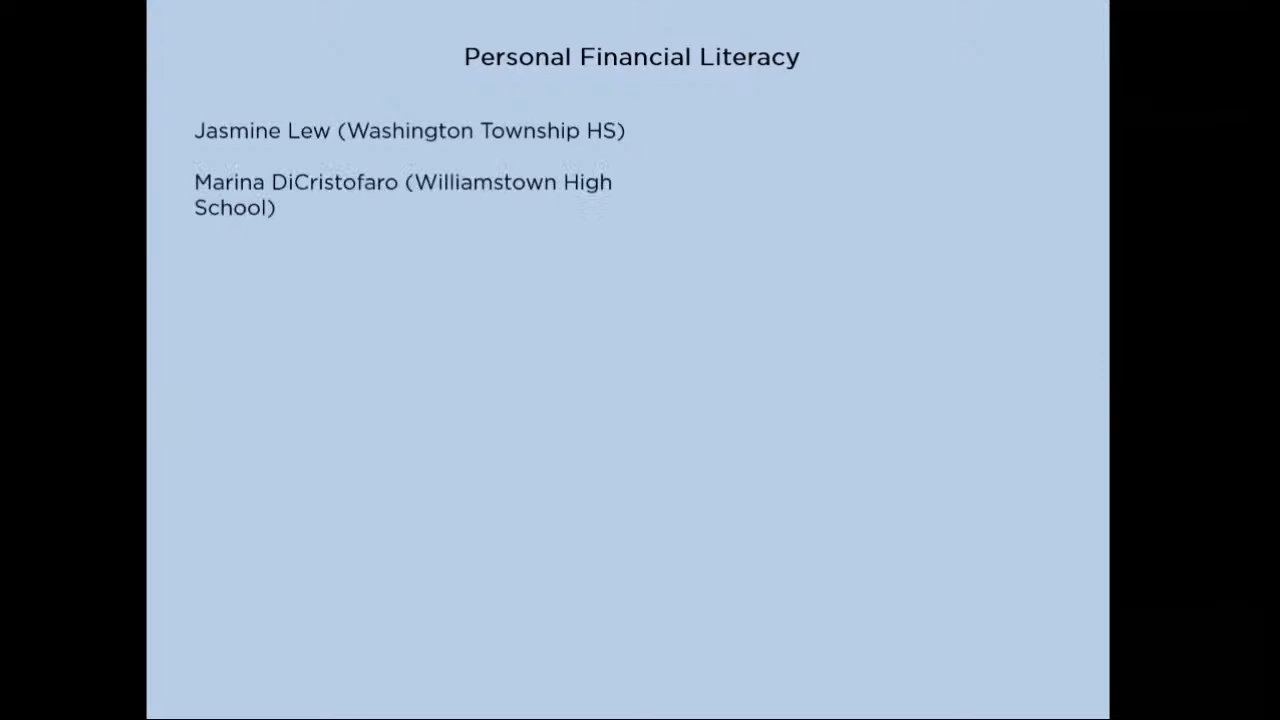 Personal Financial Literacy
Jasmine Lew (Washington Township HS)
Marina DiCristofaro (Williamstown High
School)